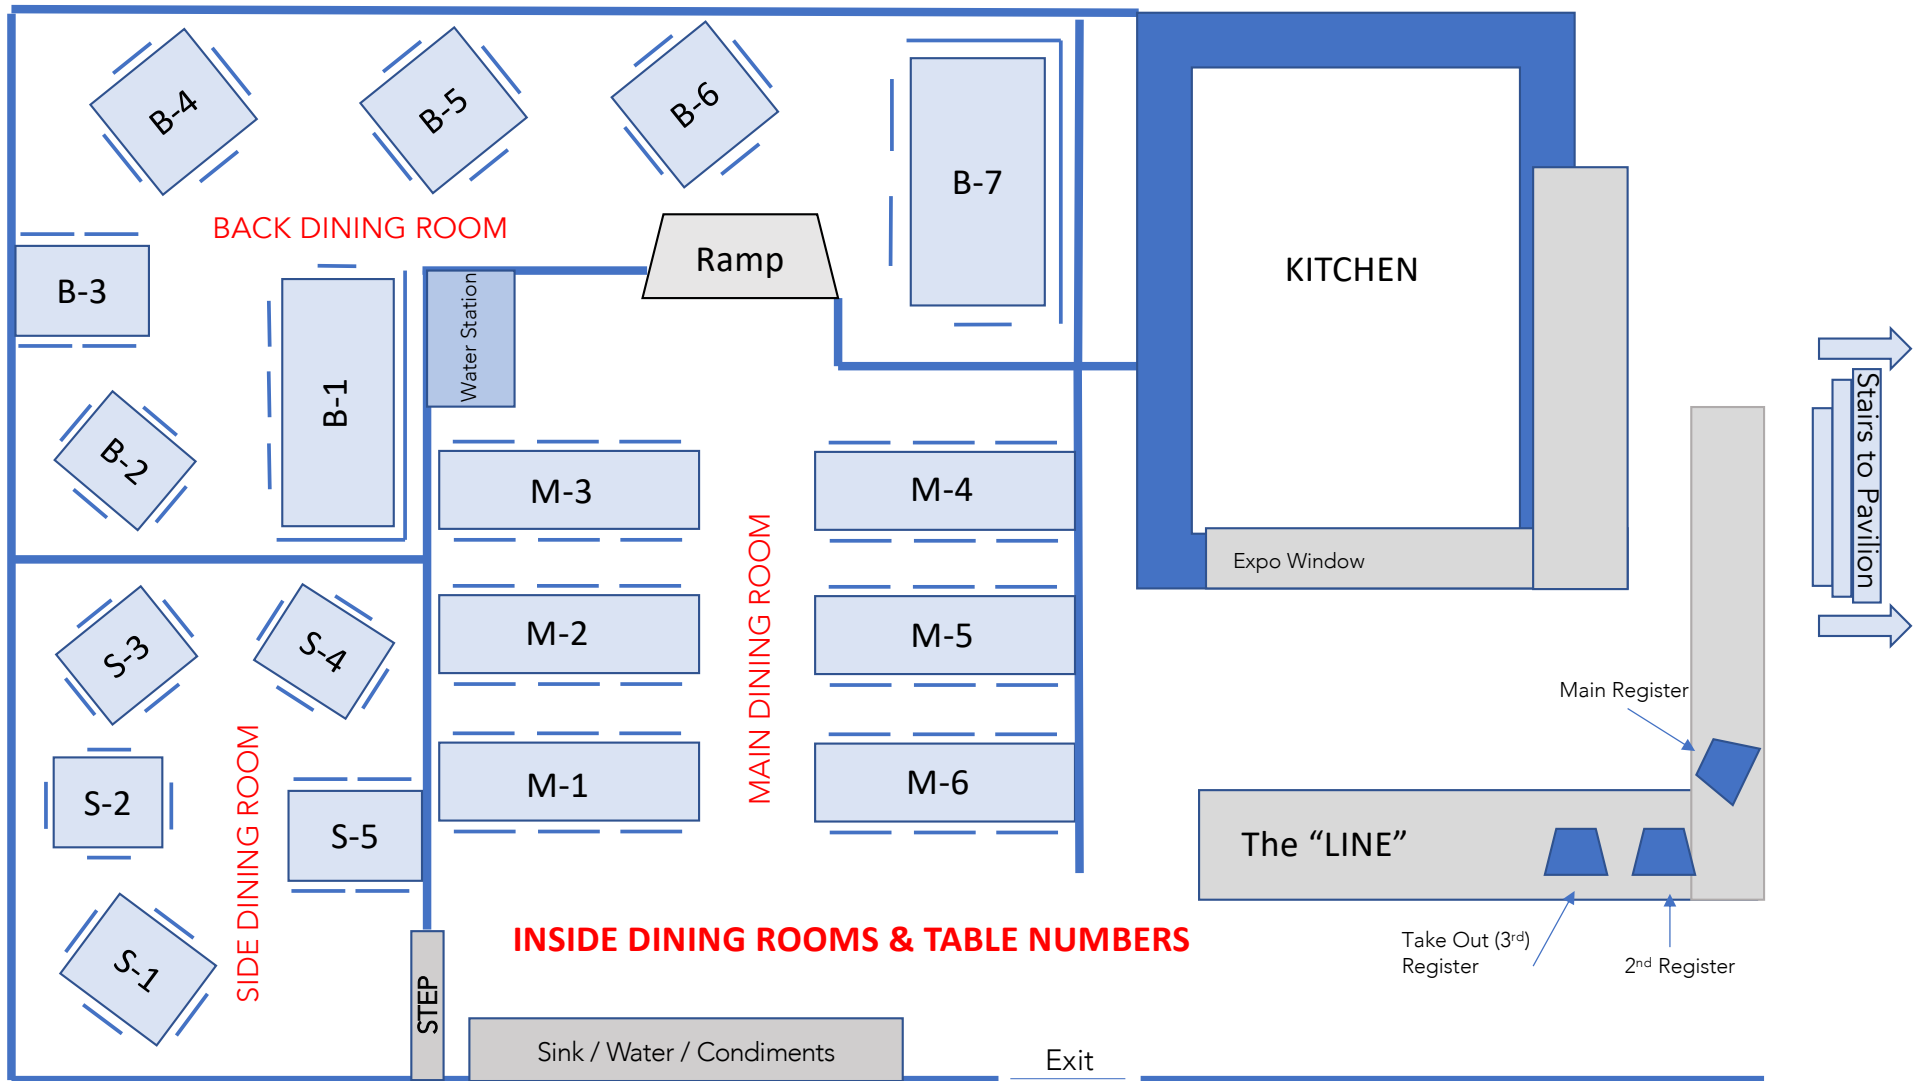 B-4
B-5
B-6
B-7
BACK DINING ROOM
Ramp
KITCHEN
B-3
Water Station
B-1
B-2
Stairs to Pavilion
M-3
M-4
Expo Window
MAIN DINING ROOM
S-3
S-4
M-2
M-5
Main Register
SIDE DINING ROOM
S-2
S-5
M-1
M-6
The “LINE”
INSIDE DINING ROOMS & TABLE NUMBERS
Take Out (3rd)
Register
2nd Register
S-1
STEP
Sink / Water / Condiments
Exit